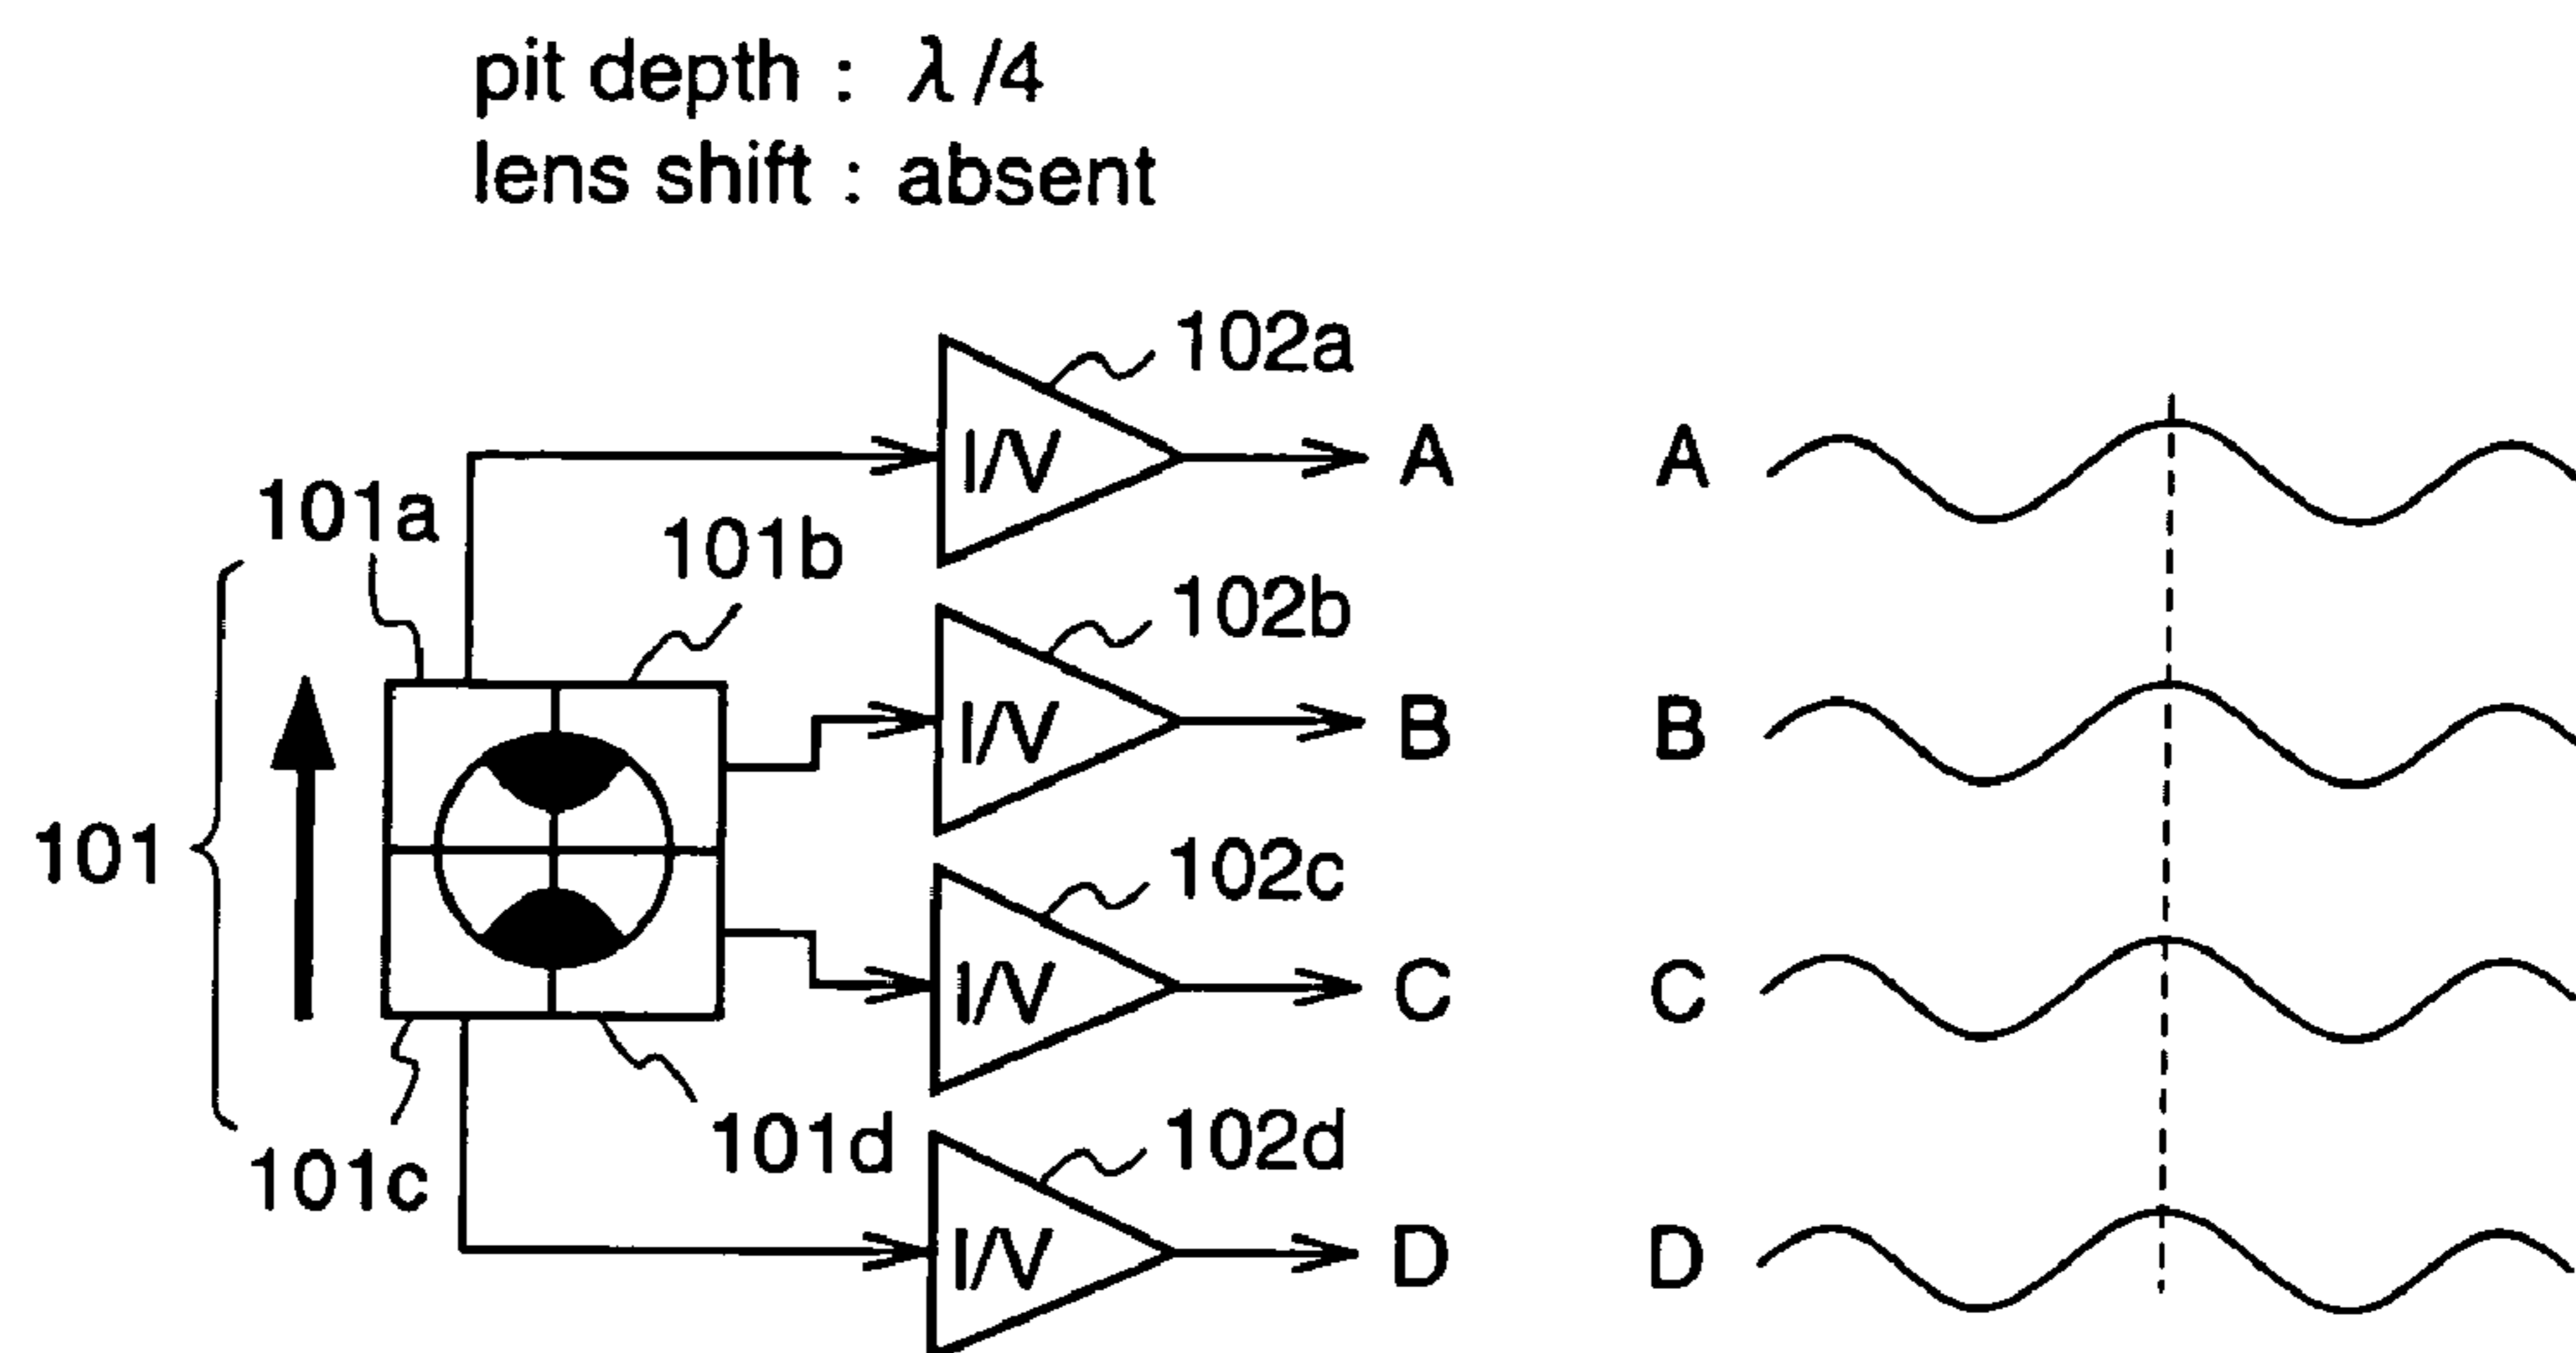 pit depth : λ/4
lens shift : absent
102a
I/V
A
A
101a
101b
102b
I/V
B
B
101
102c
I/V
C
C
101c
101d
102d
I/V
D
D